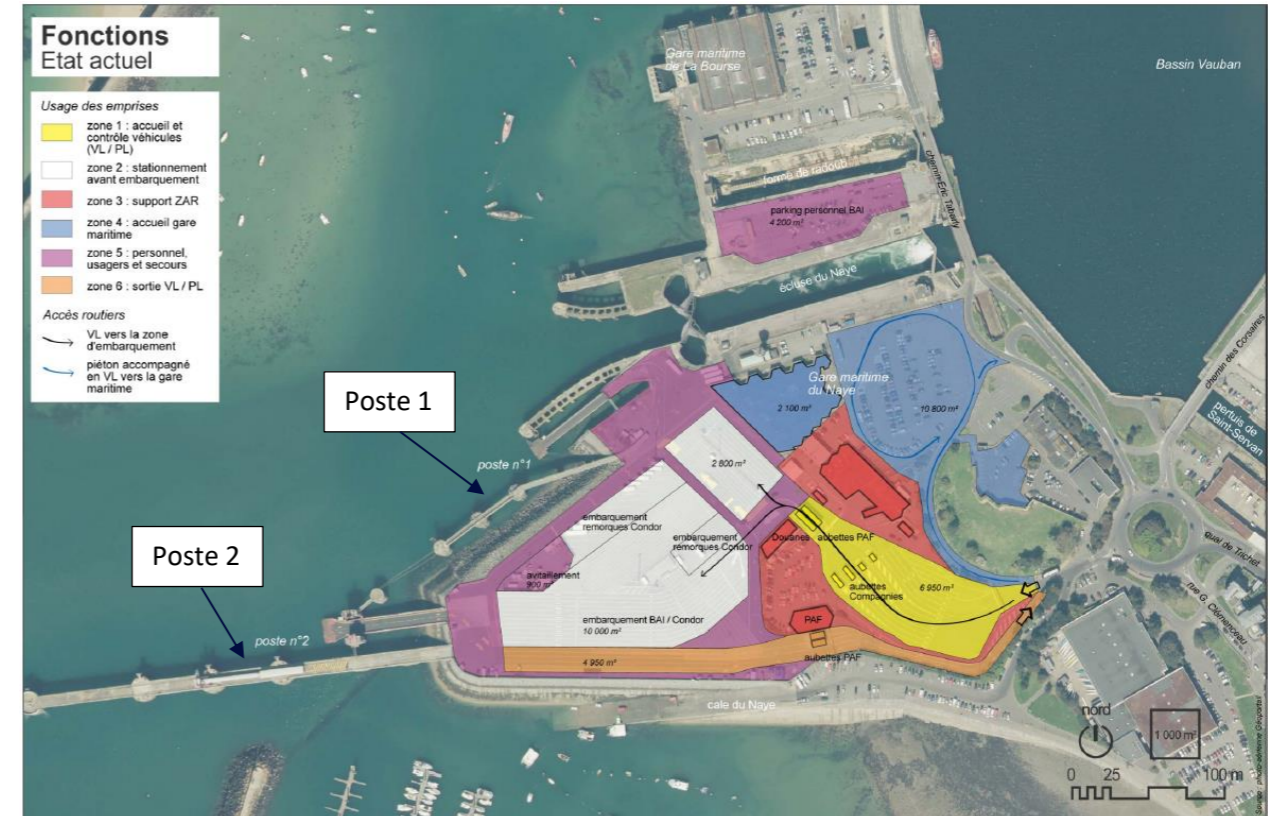 Fonctions
Etat actuel
Usage des emprises
zone 1 : accueil et
contrôle véhicules
(VL / PL)
zone 2 : stationnement
avant embarquement
zone 3 : support ZAR
zone 4 : accueil gare
maritime
zone 5 : personnel,
usagers et secours
zone 6 : sortie VL / PL
Accès routiers
VL vers la zone
d'embarquement
piéton accompagné
en VL vers la gare
maritime
Gare maritime
de La Bourse
Bassin Vauban
chemin Eric Tabarly
forme de radoub
parking personnel BAI
4 200 m²
écluse du Naye
chemin des Corsaires
pertuis de
Saint-Servan
Gare maritime
du Naye
2 100 m²
10 800 m²
Poste 1
poste n°1
2 800 m²
embarquement
remorques Condor
embarquement
remorques Condor
Douanes
aubettes PAF
quai de Trichet
Poste 2
avitaillement
900 m²
aubettes
Compagnies
6 950 m²
rue G. Clémenceau
embarquement BAI / Condor
10 000 m²
PAF
poste n°2
4 950 m²
aubettes PAF
cale du Naye
nord
1 000 m²
0 25 100 m